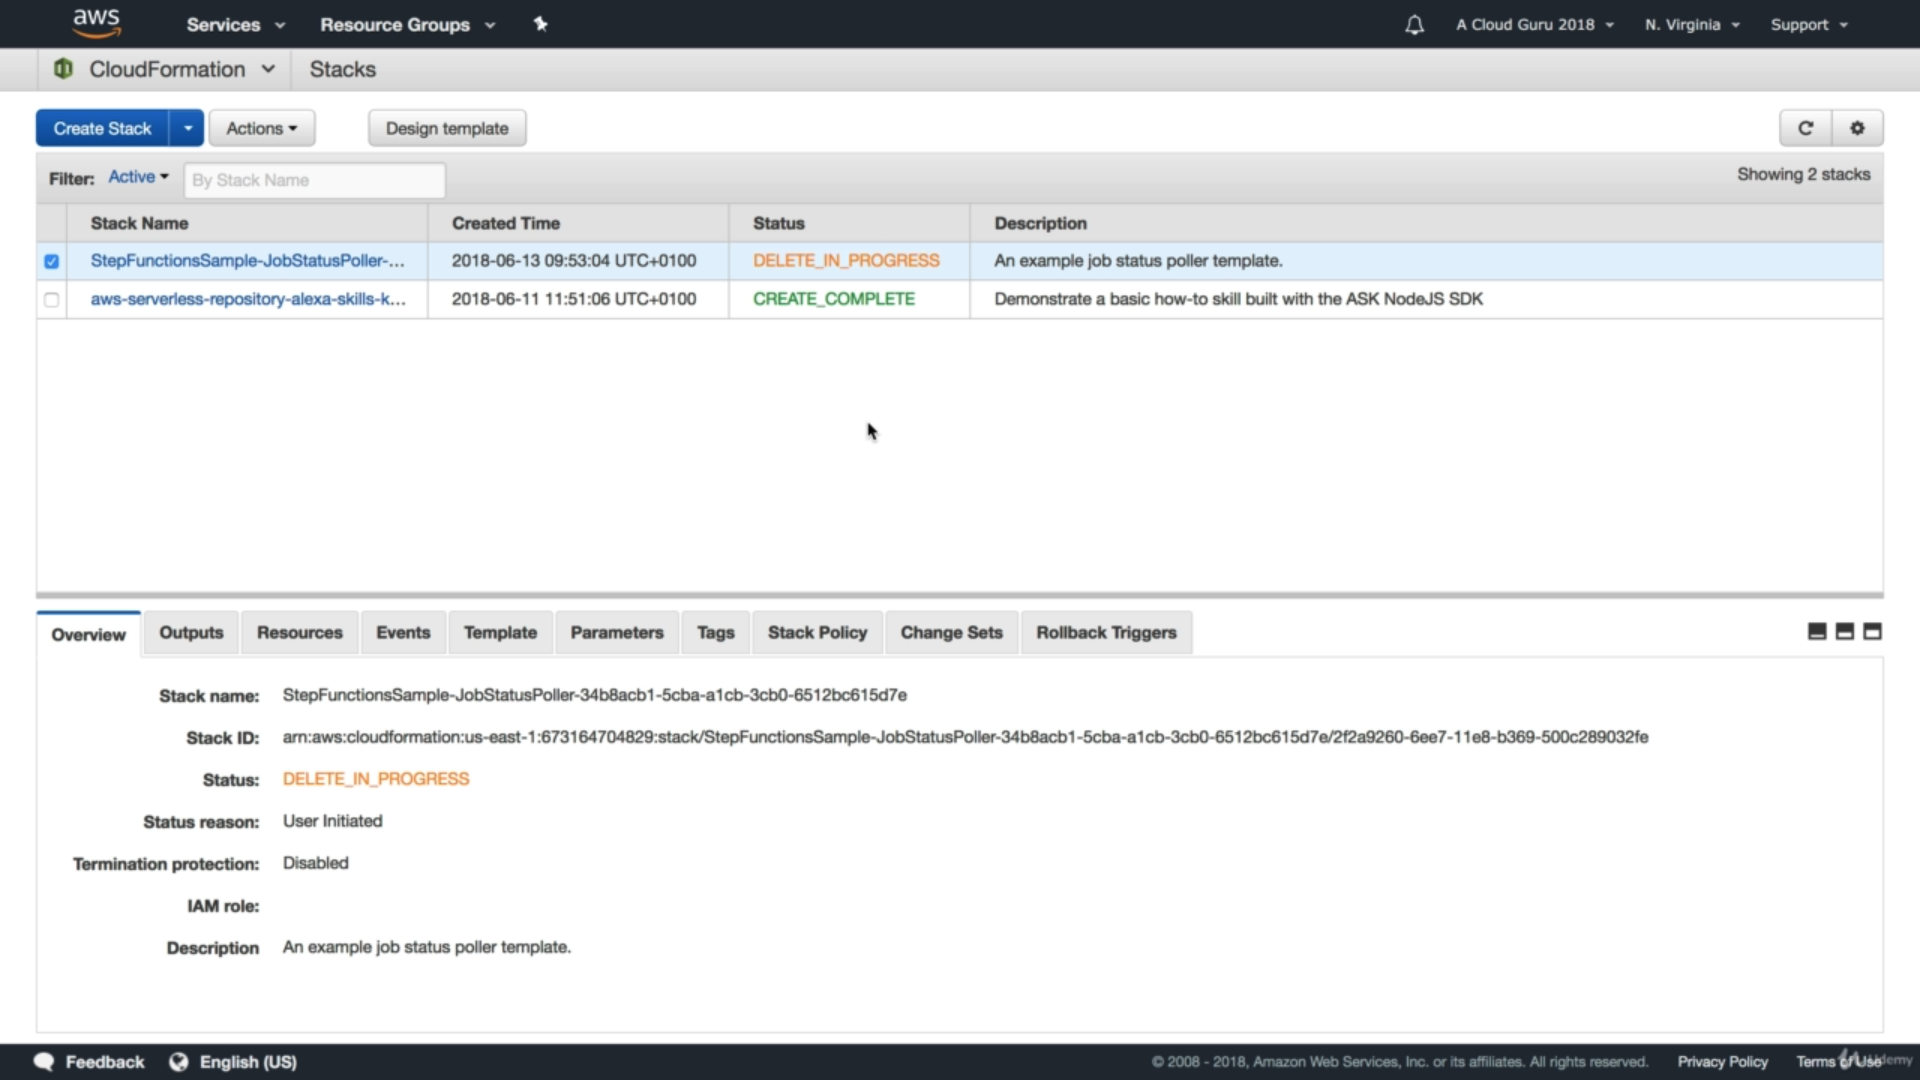 aws Services Resource Groups A Cloud Guru 2018 N. Virginia Support
CloudFormation Stacks
Create Stack Actions Design template
Filter: Active By Stack Name Showing 2 stacks
Stack Name Created Time Status Description
StepFunctionsSample-JobStatusPoller-... 2018-06-13 09:53:04 UTC+0100 DELETE_IN_PROGRESS An example job status poller template.
aws-serverless-repository-alexa-skills-k... 2018-06-11 11:51:06 UTC+0100 CREATE_COMPLETE Demonstrate a basic how-to skill built with the ASK NodeJS SDK
Overview Outputs Resources Events Template Parameters Tags Stack Policy Change Sets Rollback Triggers
Stack name: StepFunctionsSample-JobStatusPoller-34b8acb1-5cba-a1cb-3cb0-6512bc615d7e
Stack ID: arn:aws:cloudformation:us-east-1:673164704829:stack/StepFunctionsSample-JobStatusPoller-34b8acb1-5cba-a1cb-3cb0-6512bc615d7e/2f2a9260-6ee7-11e8-b369-500c289032fe
Status: DELETE_IN_PROGRESS
Status reason: User Initiated
Termination protection: Disabled
IAM role:
Description An example job status poller template.
Feedback English (US) © 2008 - 2018, Amazon Web Services, Inc. or its affiliates. All rights reserved. Privacy Policy Terms of Use